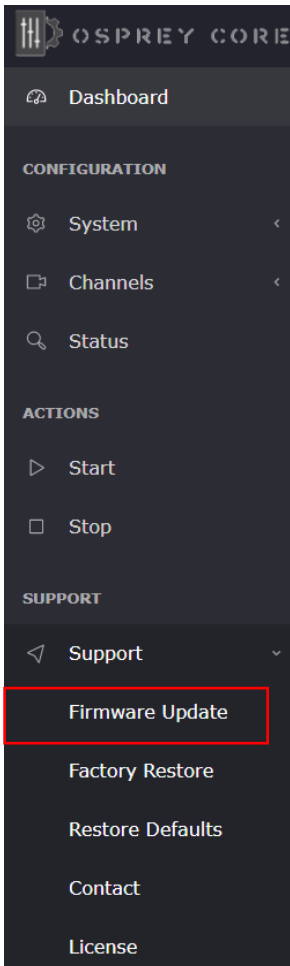 OSPREY CORE
Dashboard
CONFIGURATION
System
Channels
Status
ACTIONS
Start
Stop
SUPPORT
Support
Firmware Update
Factory Restore
Restore Defaults
Contact
License